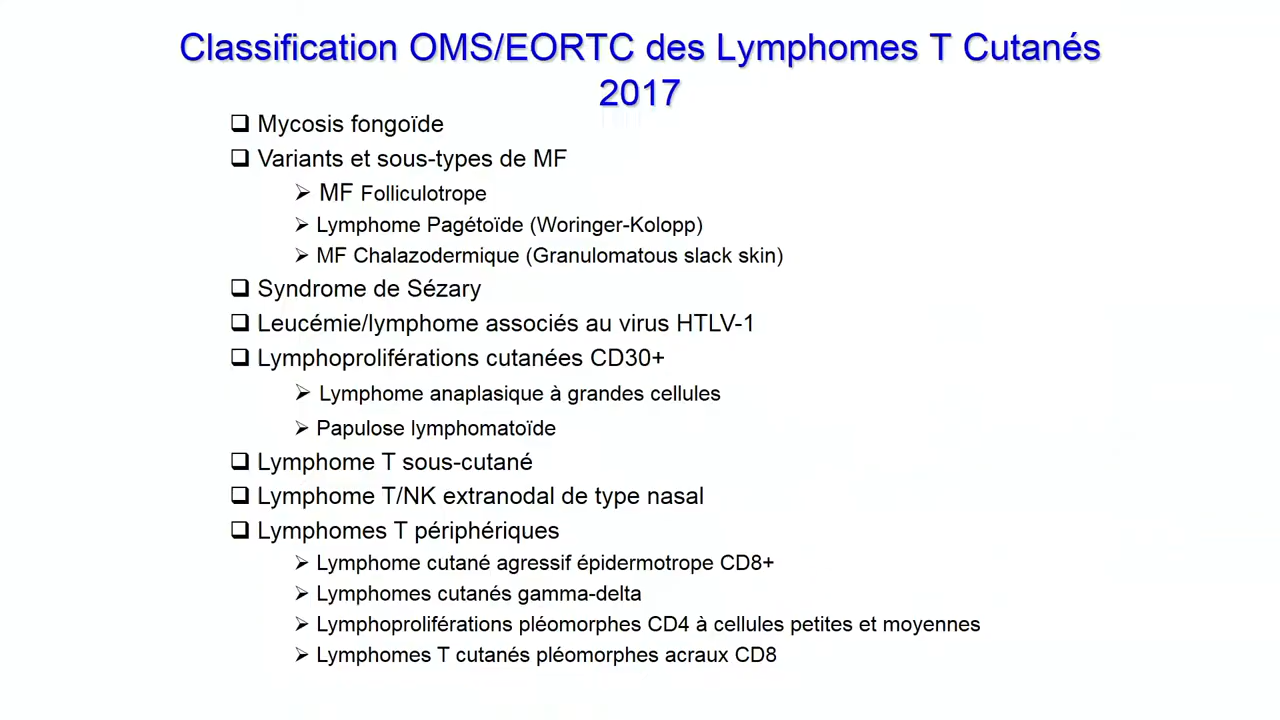 Classification OMS/EORTC des Lymphomes T Cutanés
2017
Mycosis fongoïde
Variants et sous-types de MF
MF Folliculotrope
Lymphome Pagétoïde (Woringer-Kolopp)
MF Chalazodermique (Granulomatous slack skin)
Syndrome de Sézary
Leucémie/lymphome associés au virus HTLV-1
Lymphoproliférations cutanées CD30+
Lymphome anaplasique à grandes cellules
Papulose lymphomatoïde
Lymphome T sous-cutané
Lymphome T/NK extranodal de type nasal
Lymphomes T périphériques
Lymphome cutané agressif épidermotrope CD8+
Lymphomes cutanés gamma-delta
Lymphoproliférations pléomorphes CD4 à cellules petites et moyennes
Lymphomes T cutanés pléomorphes acraux CD8